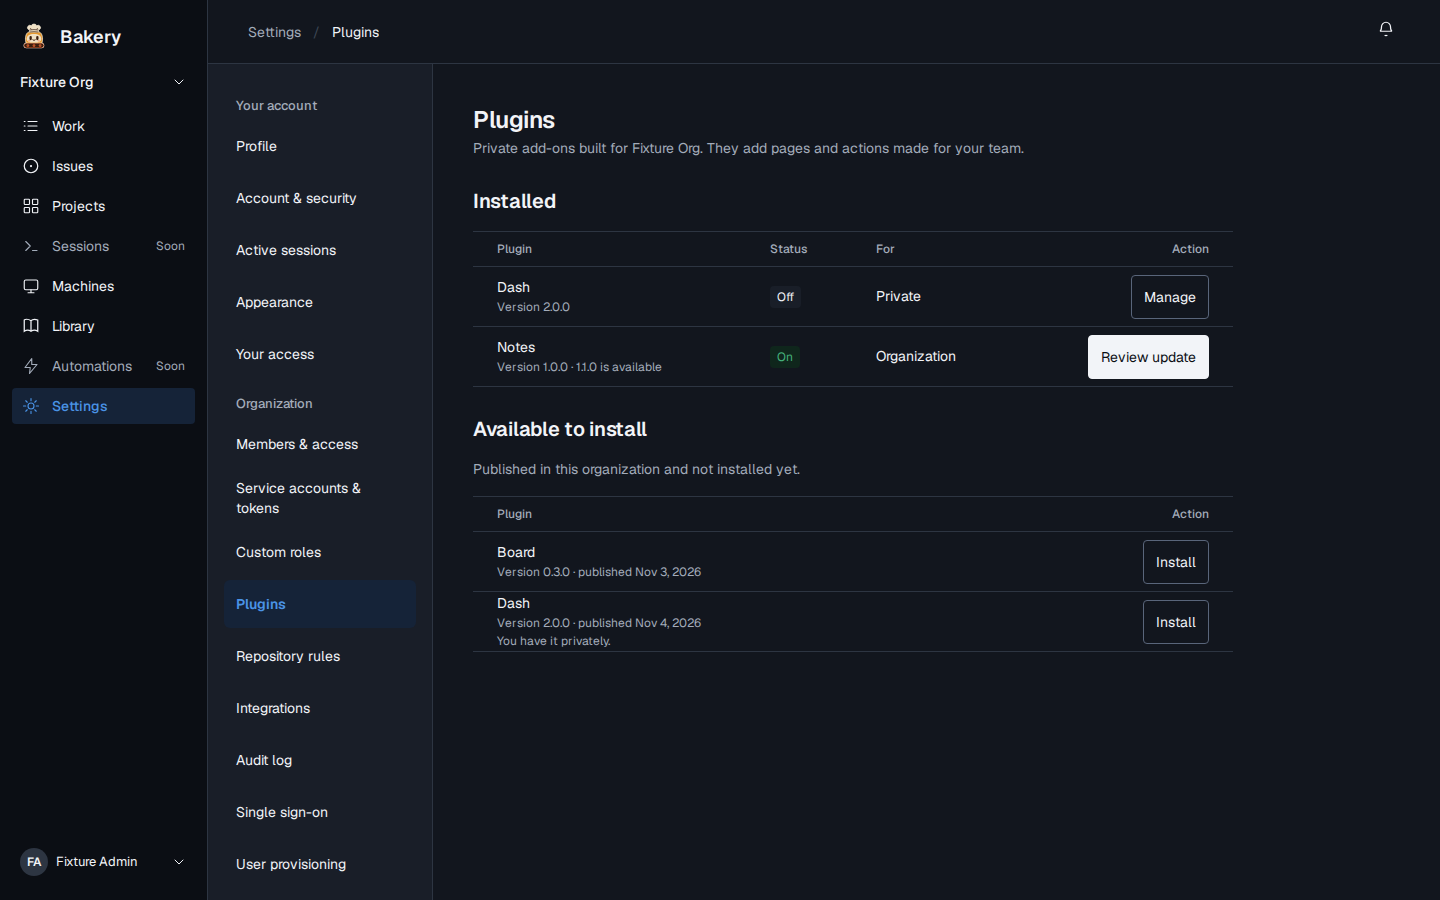 Bakery
Settings / Plugins
Fixture Org
Work
Issues
Projects
Sessions Soon
Machines
Library
Automations Soon
Settings
FA Fixture Admin
Your account
Profile
Account & security
Active sessions
Appearance
Your access
Organization
Members & access
Service accounts &
tokens
Custom roles
Plugins
Repository rules
Integrations
Audit log
Single sign-on
User provisioning
Plugins
Private add-ons built for Fixture Org. They add pages and actions made for your team.
Installed
Plugin Status For Action
Dash
Version 2.0.0
Off Private Manage
Notes
Version 1.0.0 · 1.1.0 is available
On Organization Review update
Available to install
Published in this organization and not installed yet.
Plugin Action
Board
Version 0.3.0 · published Nov 3, 2026
Install
Dash
Version 2.0.0 · published Nov 4, 2026
You have it privately.
Install